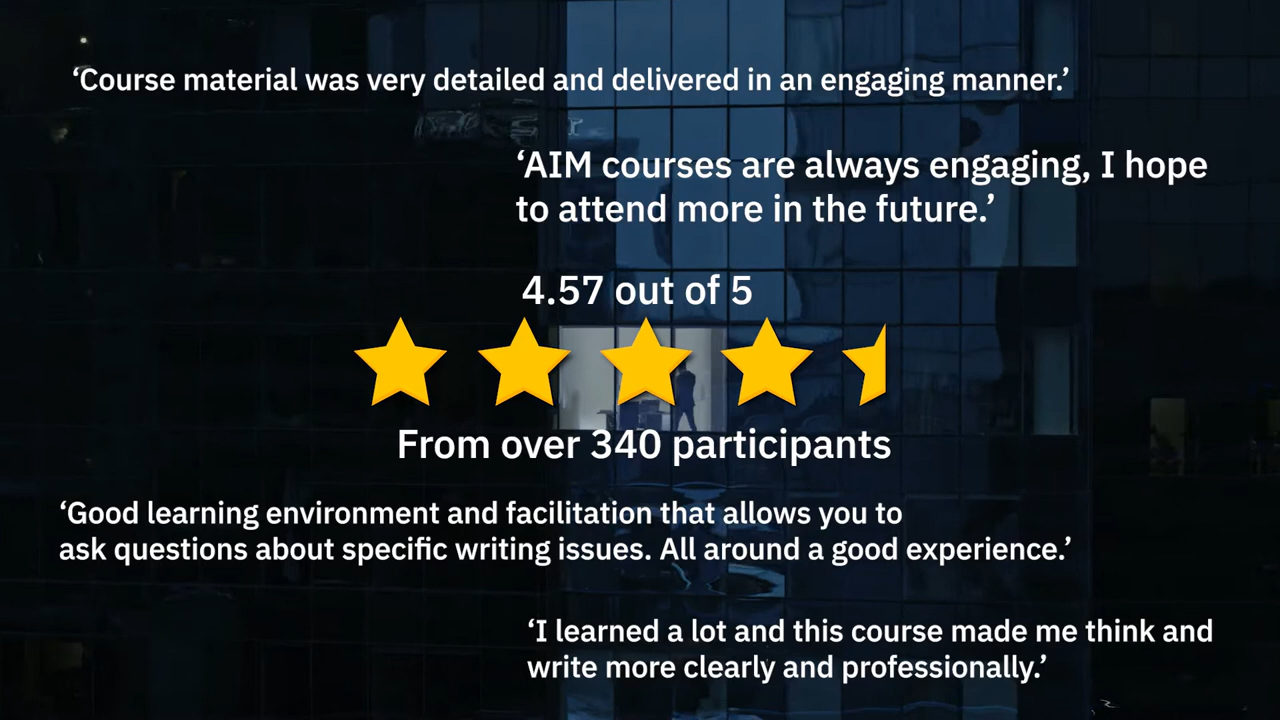 ‘Course material was very detailed and delivered in an engaging manner.’
‘AIM courses are always engaging, I hope
to attend more in the future.’
4.57 out of 5
From over 340 participants
‘Good learning environment and facilitation that allows you to
ask questions about specific writing issues. All around a good experience.’
‘I learned a lot and this course made me think and
write more clearly and professionally.’